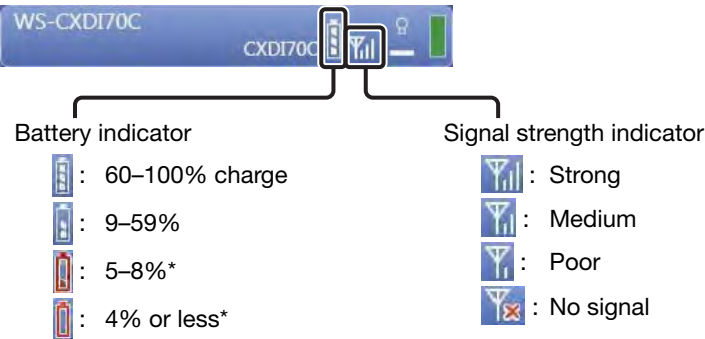 WS-CXDI70C
CXDI70C
Battery indicator
: 60–100% charge
: 9–59%
: 5–8%*
: 4% or less*
Signal strength indicator
: Strong
: Medium
: Poor
: No signal